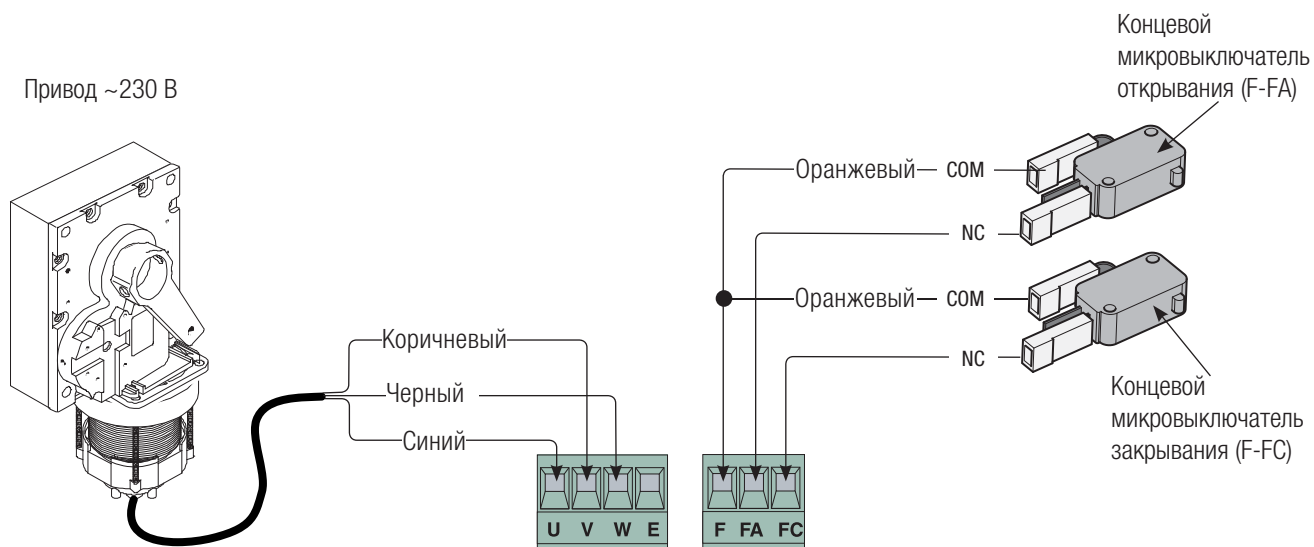 Привод ~230 В
Концевой
микровыключатель
открывания (F-FA)
Оранжевый
COM
NC
Оранжевый
COM
NC
Коричневый
Черный
Синий
Концевой
микровыключатель
закрывания (F-FC)
U V W E
F FA FC